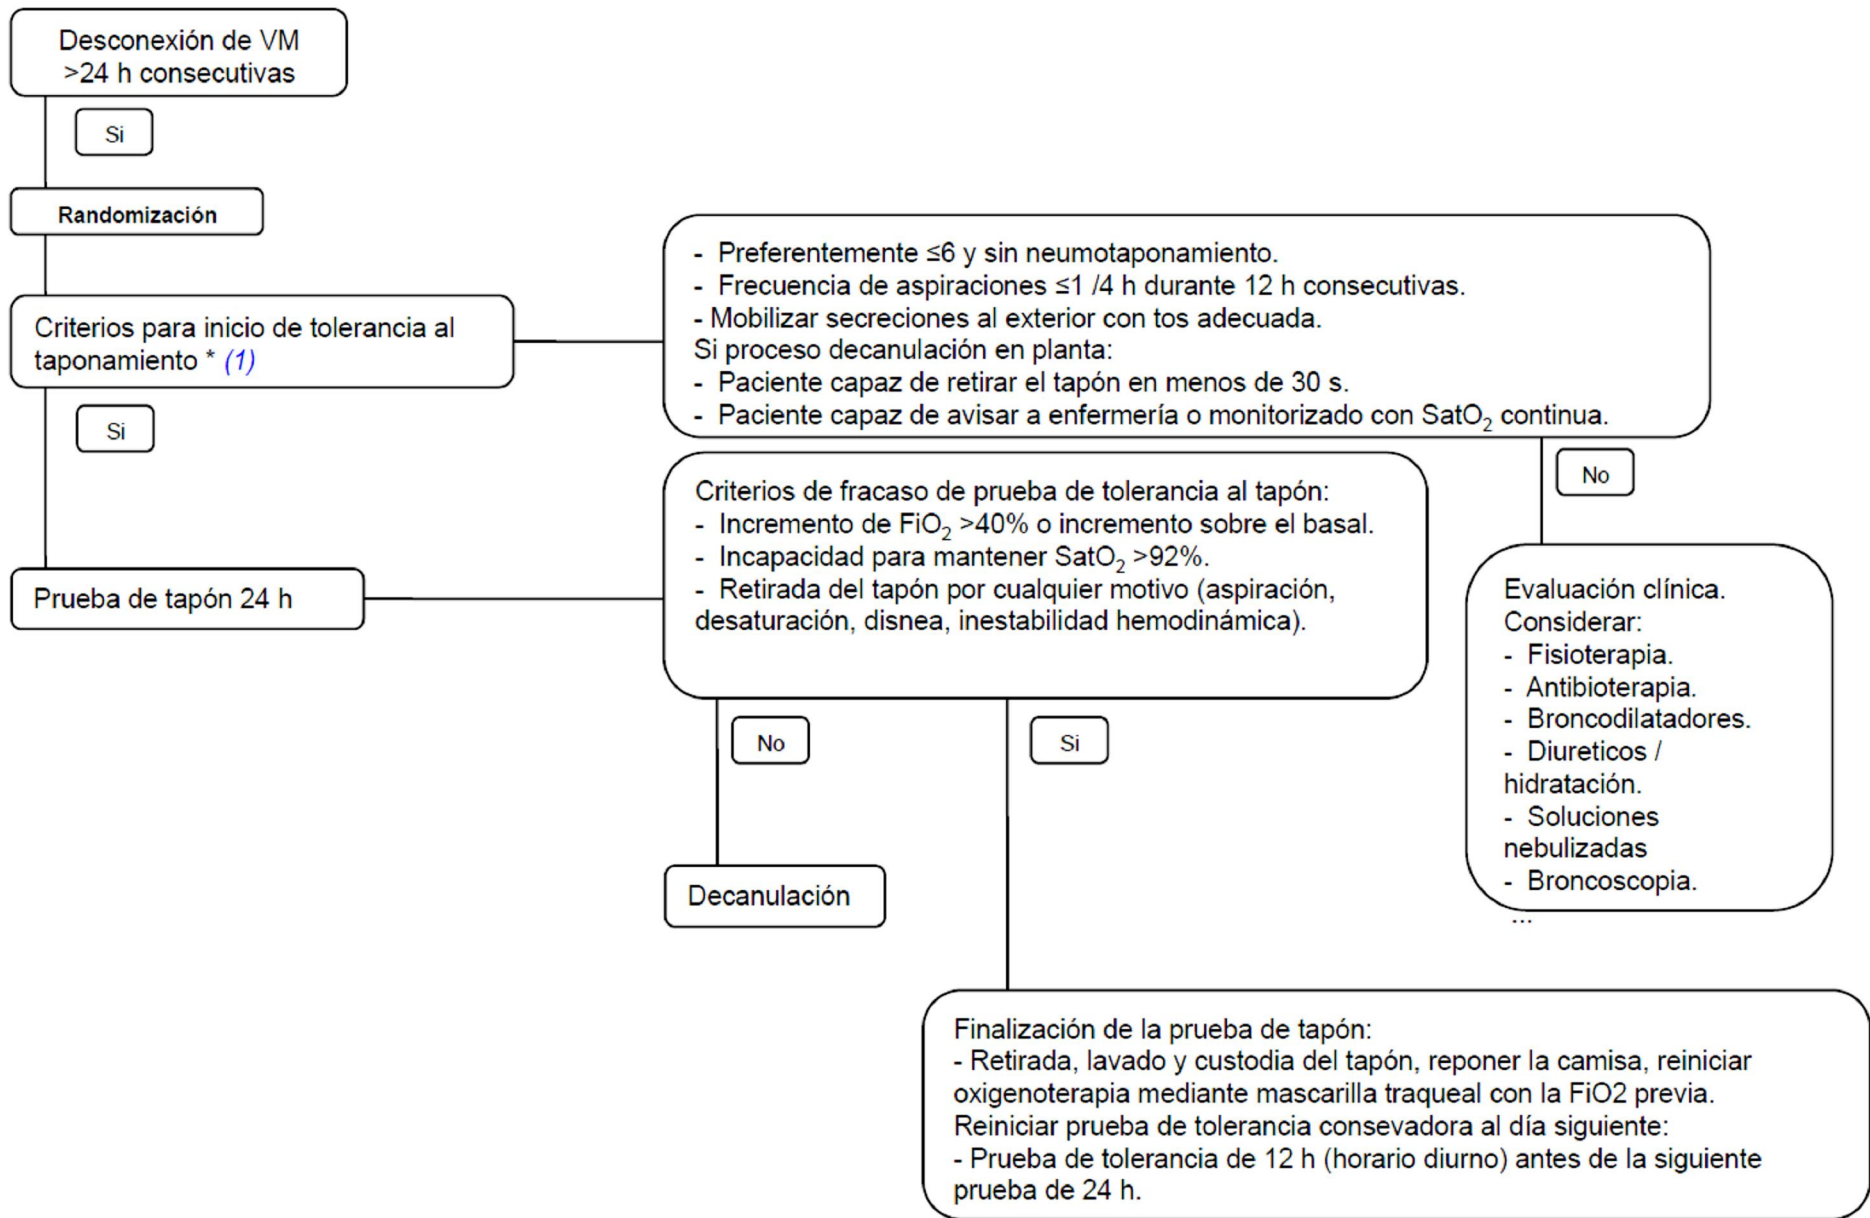 Desconexión de VM
>24 h consecutivas
Si
Randomización
Criterios para inicio de tolerancia al
taponamiento * (1)
- Preferentemente ≤6 y sin neumotaponamiento.
- Frecuencia de aspiraciones ≤1 /4 h durante 12 h consecutivas.
- Mobilizar secreciones al exterior con tos adecuada.
Si proceso decanulación en planta:
- Paciente capaz de retirar el tapón en menos de 30 s.
- Paciente capaz de avisar a enfermería o monitorizado con SatO₂ continua.
Si
No
Criterios de fracaso de prueba de tolerancia al tapón:
- Incremento de FiO₂ >40% o incremento sobre el basal.
- Incapacidad para mantener SatO₂ >92%.
- Retirada del tapón por cualquier motivo (aspiración,
desaturación, disnea, inestabilidad hemodinámica).
Prueba de tapón 24 h
Evaluación clínica.
Considerar:
- Fisioterapia.
- Antibioterapia.
- Broncodilatadores.
- Diureticos /
hidratación.
- Soluciones
nebulizadas
- Broncoscopia.
...
No
Si
Decanulación
Finalización de la prueba de tapón:
- Retirada, lavado y custodia del tapón, reponer la camisa, reiniciar
oxigenoterapia mediante mascarilla traqueal con la FiO2 previa.
Reiniciar prueba de tolerancia consevadora al día siguiente:
- Prueba de tolerancia de 12 h (horario diurno) antes de la siguiente
prueba de 24 h.